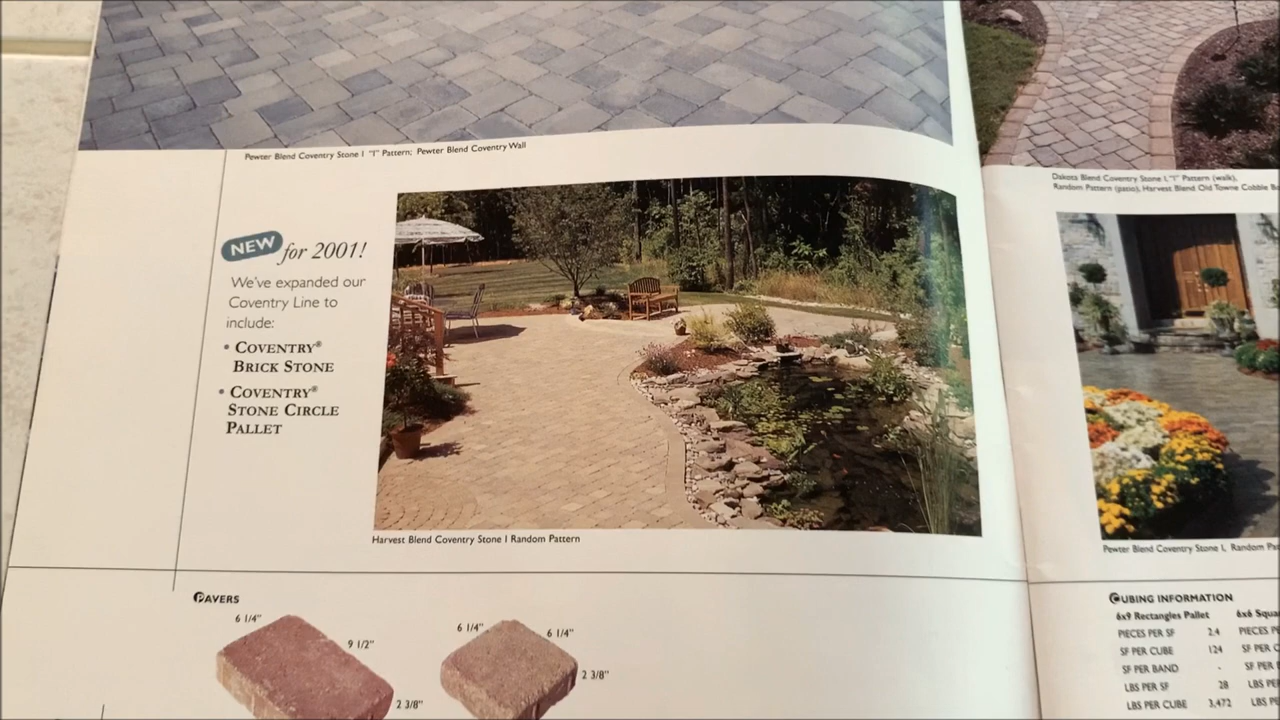 Pewter Blend Coventry Stone I "I" Pattern; Pewter Blend Coventry Wall
NEW for 2001!
We've expanded our
Coventry Line to
include:
• COVENTRY®
BRICK STONE
• COVENTRY®
STONE CIRCLE
PALLET
Harvest Blend Coventry Stone I Random Pattern
PAVERS
6 1/4"
9 1/2"
2 3/8"
6 1/4"
6 1/4"
2 3/8"
Dakota Blend Coventry Stone I, "I" Pattern (walk),
Random Pattern (patio), Harvest Blend Old Towne Cobble
Pewter Blend Coventry Stone I, Random
CUBING INFORMATION
6x9 Rectangles Pallet 6x6
PIECES PER SF 2.4 PIECES
SF PER CUBE 124 SF PER
SF PER BAND - SF PER
LBS PER SF 28 LBS
LBS PER CUBE 3,472 LBS